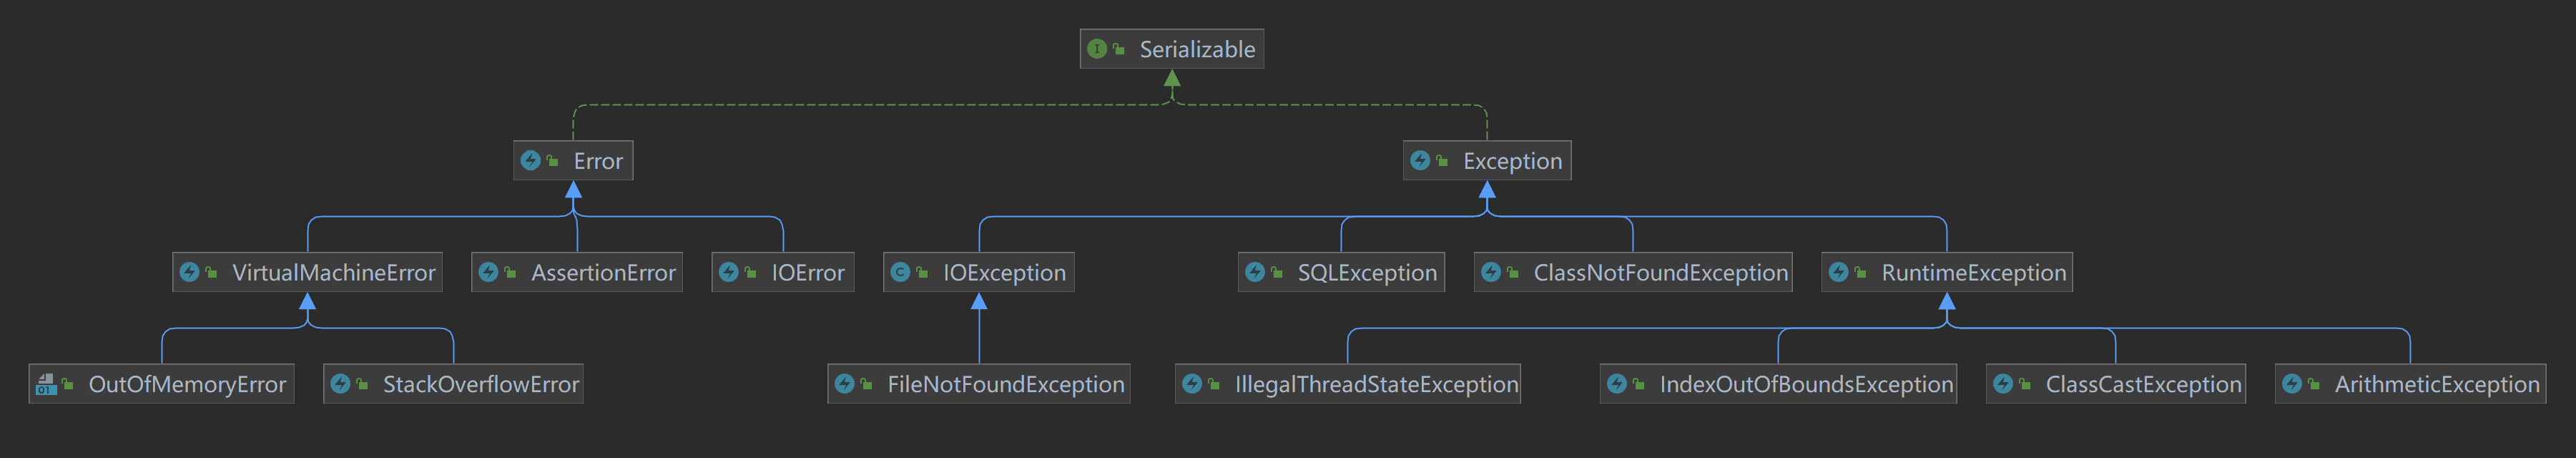 Serializable
Error
Exception
VirtualMachineError
AssertionError
IOError
IOException
SQLException
ClassNotFoundException
RuntimeException
OutOfMemoryError
StackOverflowError
FileNotFoundException
IllegalThreadStateException
IndexOutOfBoundsException
ClassCastException
ArithmeticException